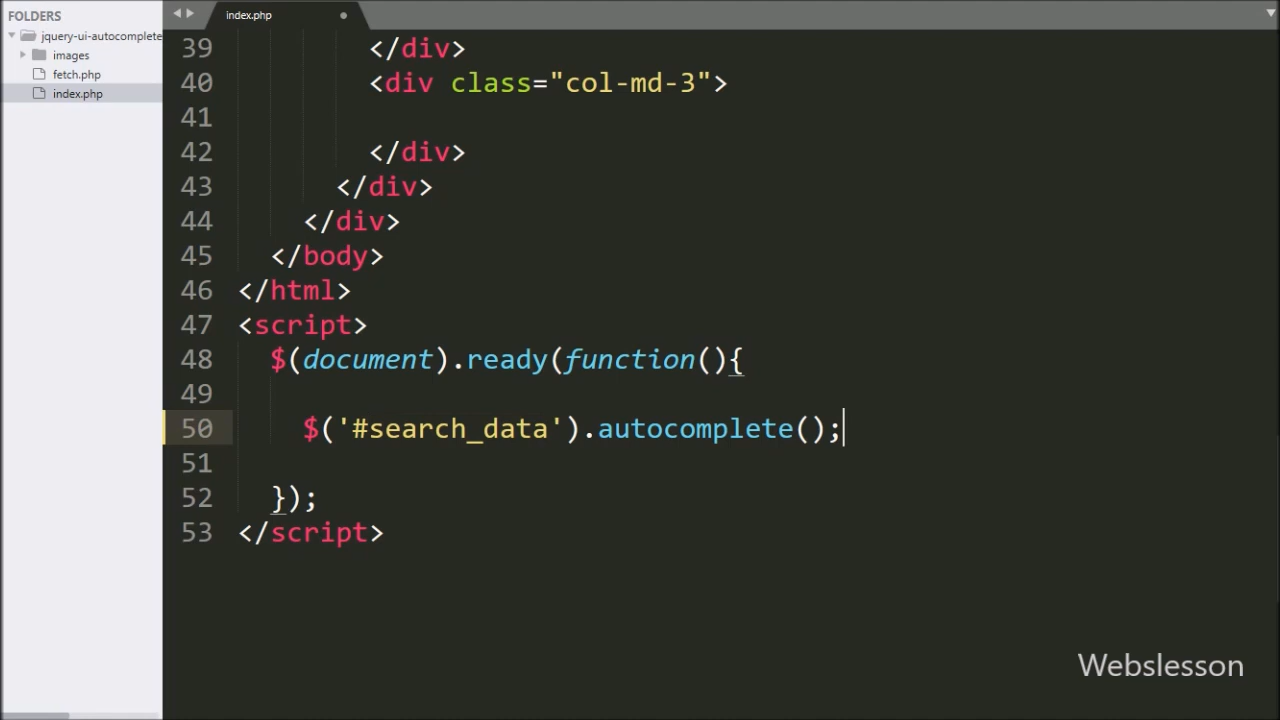 FOLDERS
jquery-ui-autocomplete
images
fetch.php
index.php
index.php
39 </div>
40 <div class="col-md-3">
41
42 </div>
43 </div>
44 </div>
45 </body>
46 </html>
47 <script>
48 $(document).ready(function(){
49
50 $('#search_data').autocomplete();
51
52 });
53 </script>
Webslesson